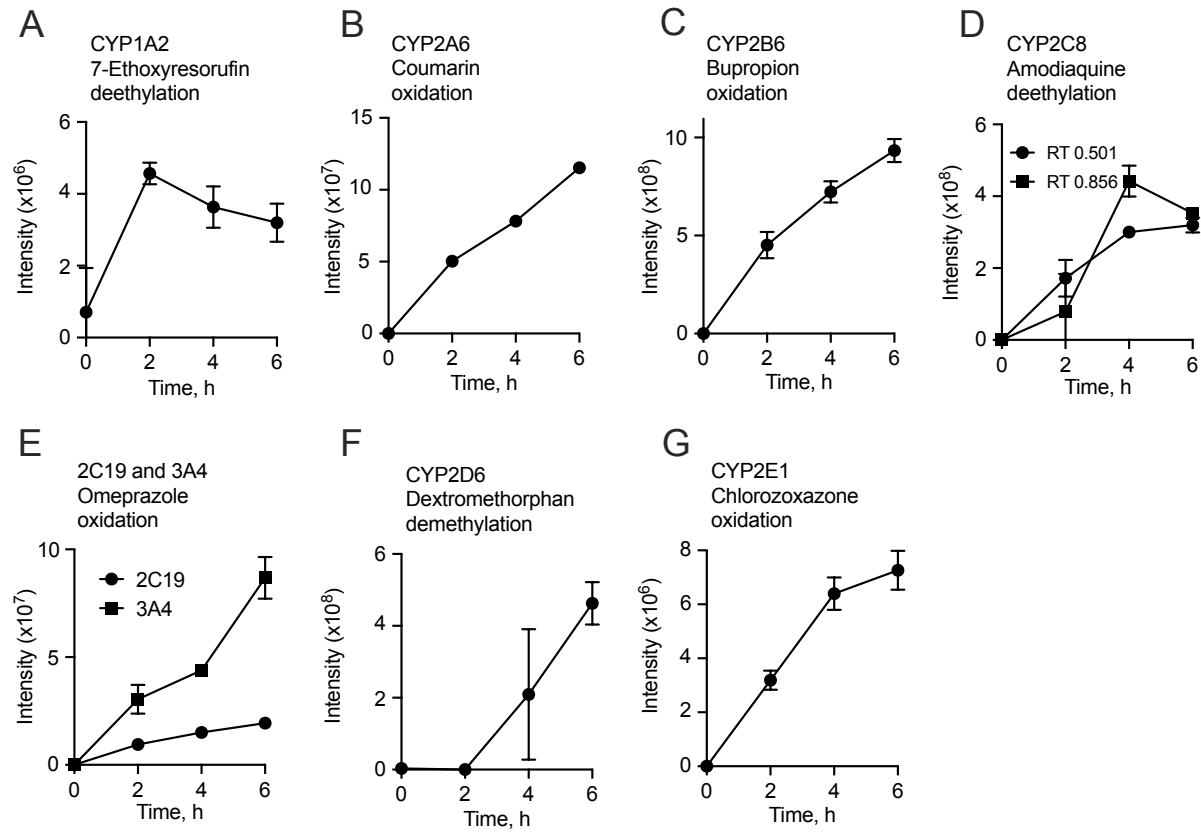 A
CYP1A2
7-Ethoxyresorufin
deethylation
Intensity (x10⁶)
6
4
2
0
0 2 4 6
Time, h
B
CYP2A6
Coumarin
oxidation
Intensity (x10⁷)
15
10
5
0
0 2 4 6
Time, h
C
CYP2B6
Bupropion
oxidation
Intensity (x10⁸)
10
5
0
0 2 4 6
Time, h
D
CYP2C8
Amodiaquine
deethylation
Intensity (x10⁸)
6
4
2
0
RT 0.501
RT 0.856
0 2 4 6
Time, h
E
2C19 and 3A4
Omeprazole
oxidation
Intensity (x10⁷)
10
5
0
2C19
3A4
0 2 4 6
Time, h
F
CYP2D6
Dextromethorphan
demethylation
Intensity (x10⁸)
6
4
2
0
0 2 4 6
Time, h
G
CYP2E1
Chlorozoxazone
oxidation
Intensity (x10⁶)
8
6
4
2
0
0 2 4 6
Time, h